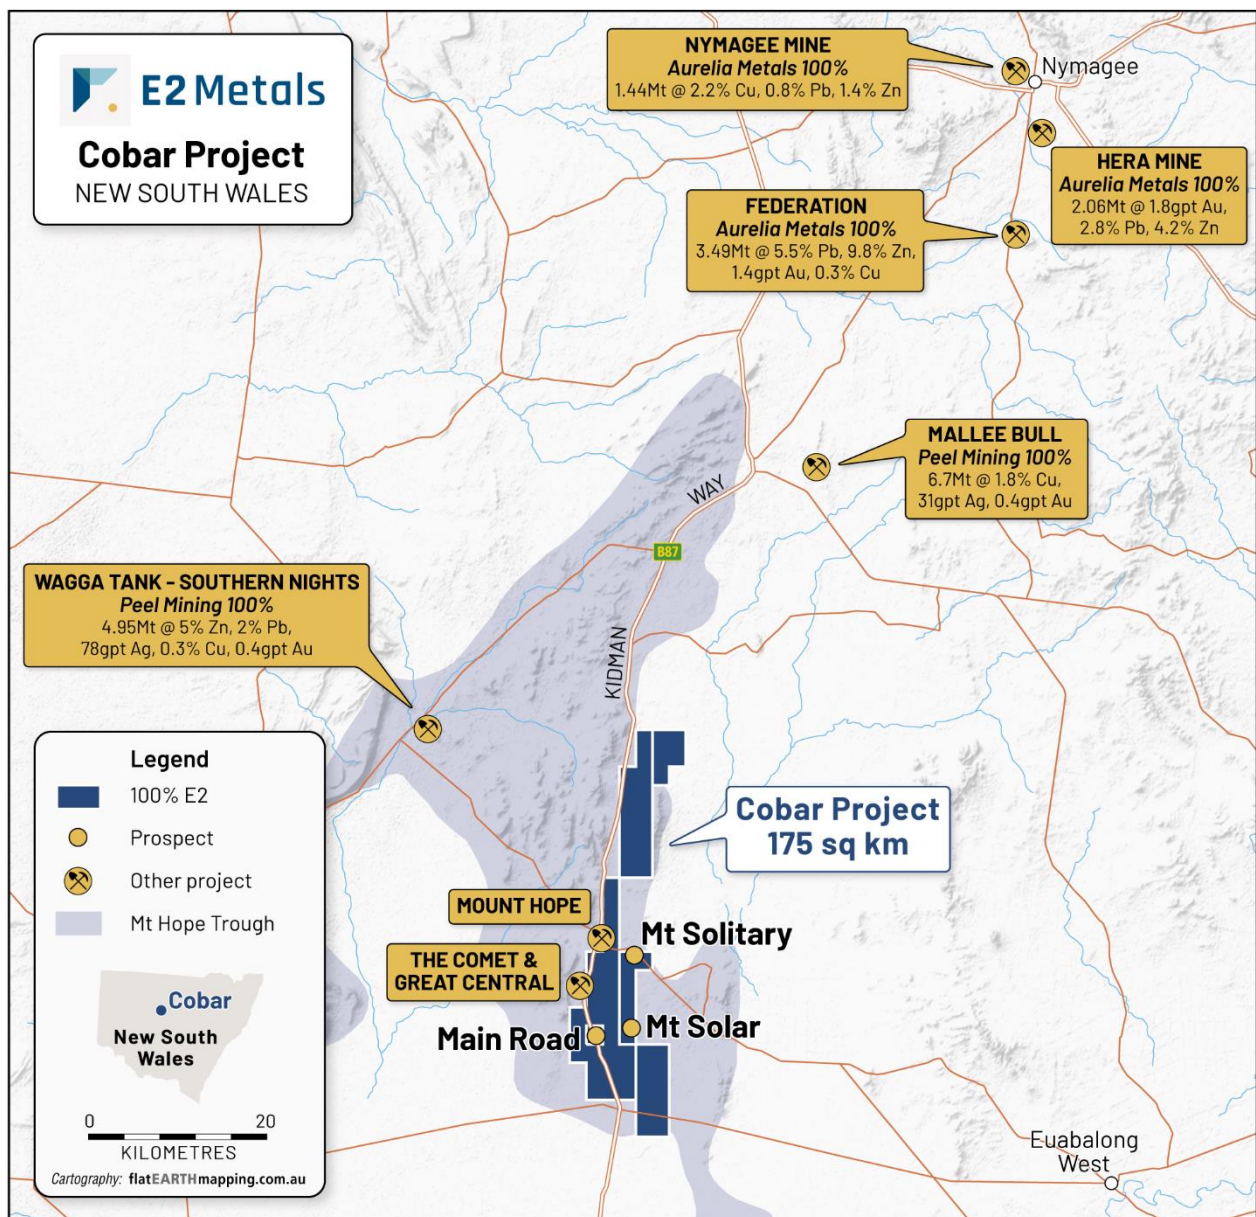 E2 Metals
Cobar Project
NEW SOUTH WALES
NYMAGEE MINE
Aurelia Metals 100%
1.44Mt @ 2.2% Cu, 0.8% Pb, 1.4% Zn
Nymagee
HERA MINE
Aurelia Metals 100%
2.06Mt @ 1.8gpt Au,
2.8% Pb, 4.2% Zn
FEDERATION
Aurelia Metals 100%
3.49Mt @ 5.5% Pb, 9.8% Zn,
1.4gpt Au, 0.3% Cu
MALLEE BULL
Peel Mining 100%
6.7Mt @ 1.8% Cu,
31gpt Ag, 0.4gpt Au
KIDMAN WAY
B87
WAGGA TANK - SOUTHERN NIGHTS
Peel Mining 100%
4.95Mt @ 5% Zn, 2% Pb,
78gpt Ag, 0.3% Cu, 0.4gpt Au
Cobar Project
175 sq km
MOUNT HOPE
THE COMET &
GREAT CENTRAL
Mt Solitary
Main Road
Mt Solar
Euabalong
West
Legend
100% E2
Prospect
Other project
Mt Hope Trough
Cobar
New South
Wales
0 20
KILOMETRES
Cartography: flatEARTHmapping.com.au